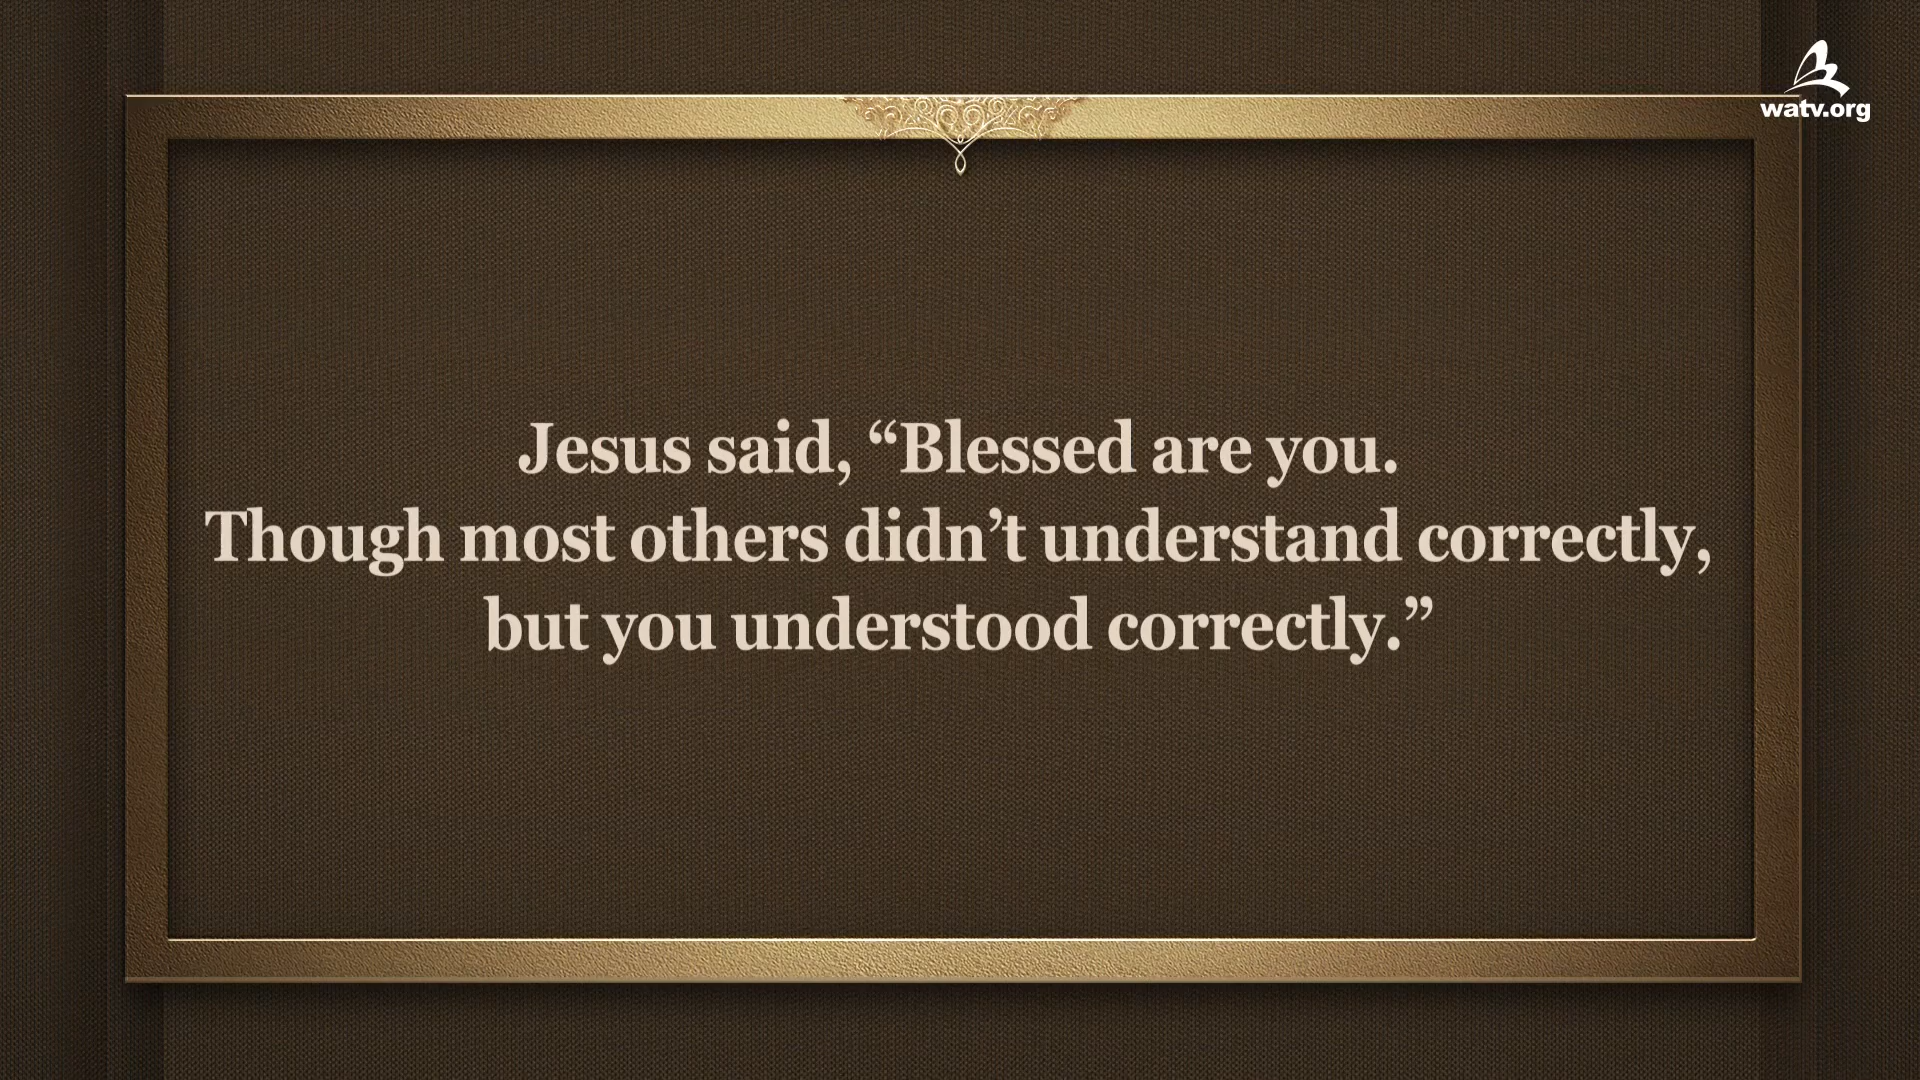 watv.org
Jesus said, “Blessed are you.
Though most others didn’t understand correctly,
but you understood correctly.”